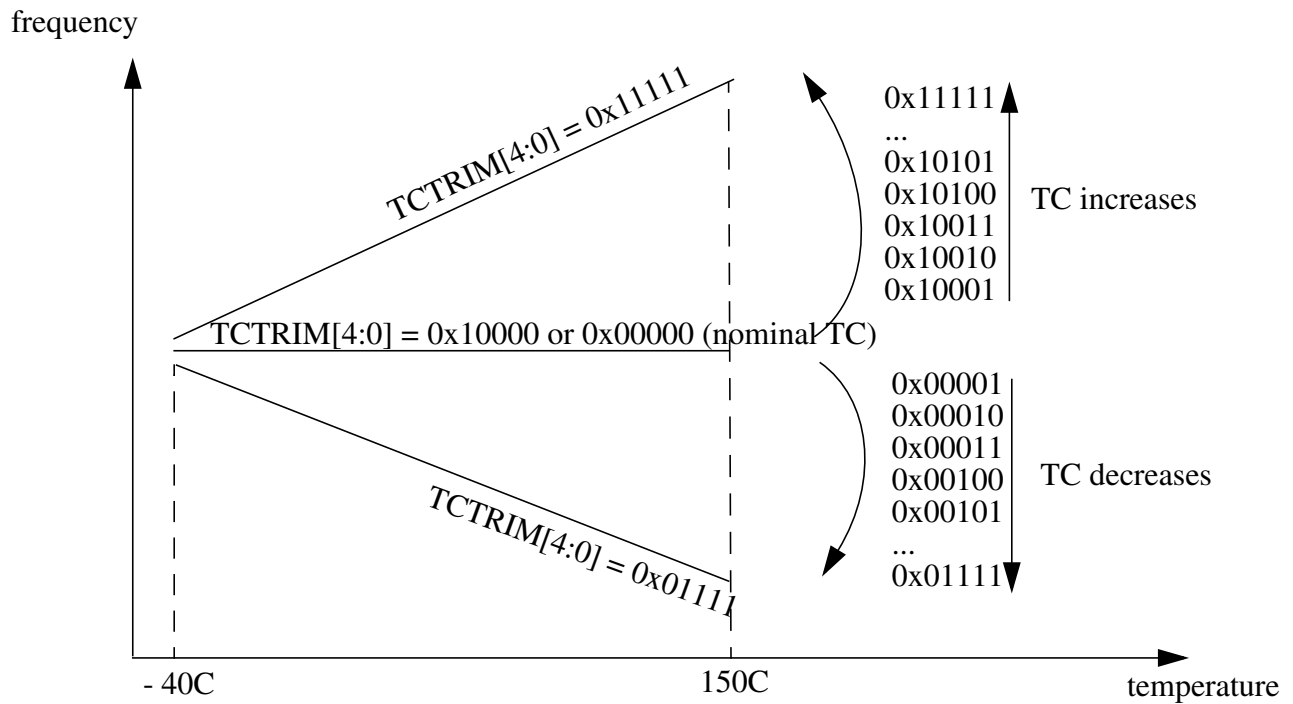 frequency
TCTRIM[4:0] = 0x11111
0x11111
...
0x10101
0x10100
0x10011
0x10010
0x10001
TC increases
TCTRIM[4:0] = 0x10000 or 0x00000 (nominal TC)
0x00001
0x00010
0x00011
0x00100
0x00101
...
0x01111
TC decreases
TCTRIM[4:0] = 0x01111
- 40C
150C
temperature